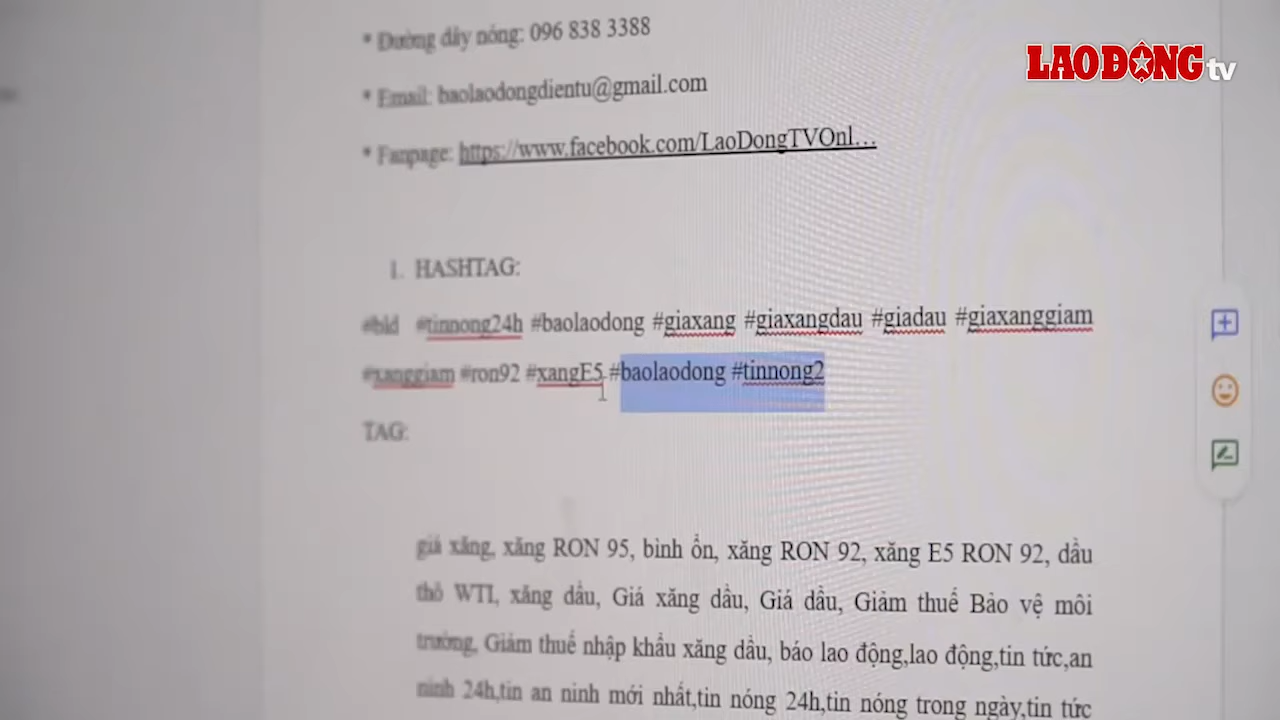 * Đường dây nóng: 096 838 3388
LAO ĐỘNG tv
* Email: baolaodongdientu@gmail.com
* Fanpage: https://www.facebook.com/LaoDongTVOnl...
1. HASHTAG:
#bld #tinnong24h #baolaodong #giaxang #giaxangdau #giadau #giaxanggiam
#xanggiam #ron92 #xangE5 #baolaodong #tinnong2
TAG:
giá xăng, xăng RON 95, bình ổn, xăng RON 92, xăng E5 RON 92, dầu
thô WTI, xăng dầu, Giá xăng dầu, Giá dầu, Giảm thuế Bảo vệ môi
trường, Giảm thuế nhập khẩu xăng dầu, báo lao động,lao động,tin tức,an
ninh 24h,tin an ninh mới nhất,tin nóng 24h,tin nóng trong ngày,tin tức